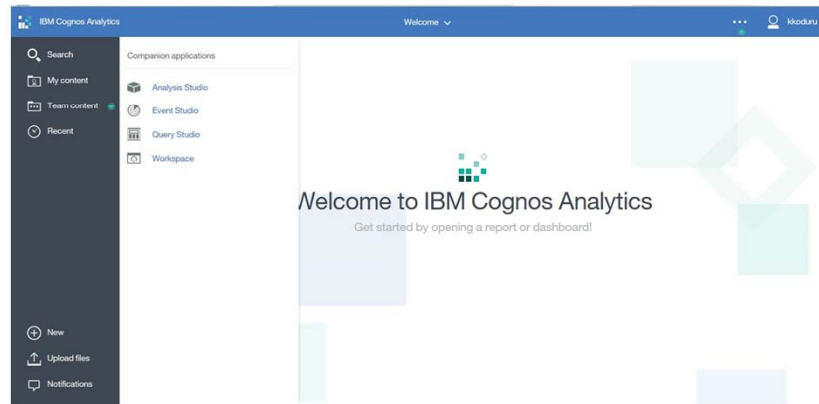 IBM Cognos Analytics
Welcome
kkoduru
Search
My content
Team content
Recent
Companion applications
Analysis Studio
Event Studio
Query Studio
Workspace
Welcome to IBM Cognos Analytics
Get started by opening a report or dashboard!
New
Upload files
Notifications